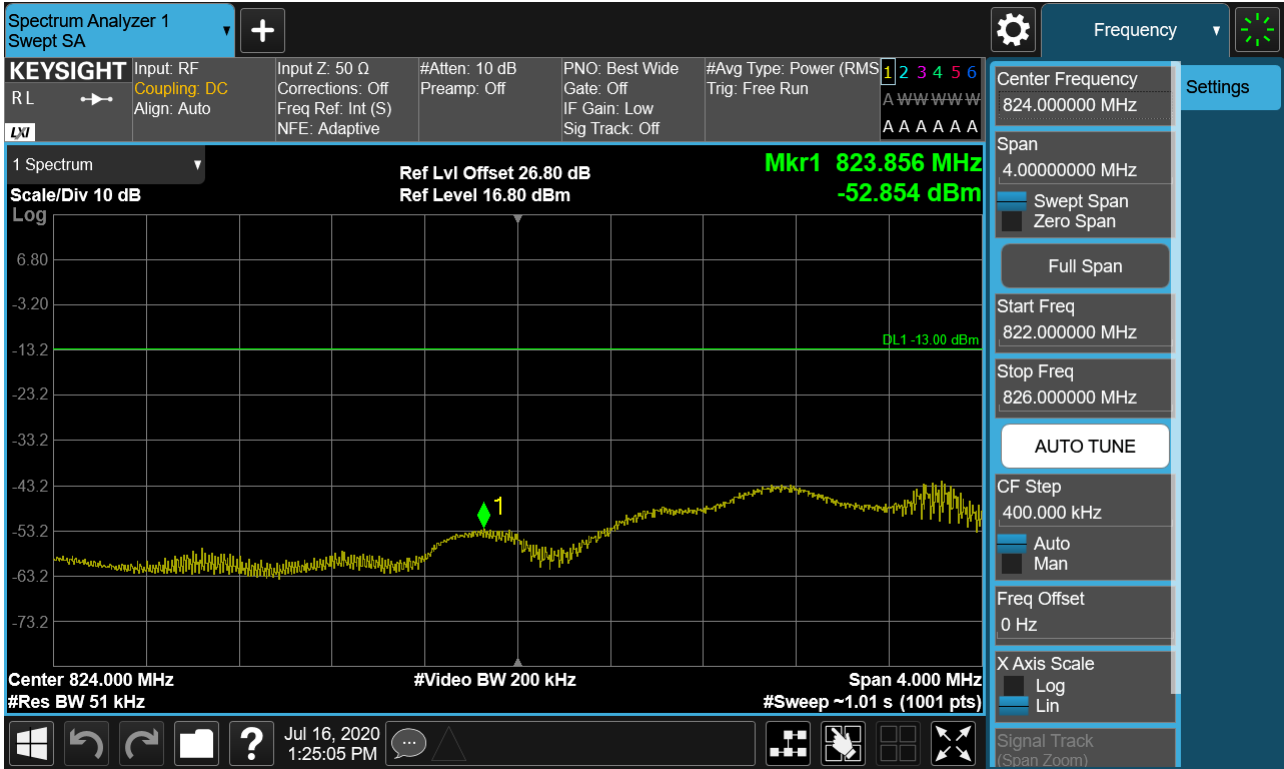 Spectrum Analyzer 1
Swept SA
Frequency
KEYSIGHT
R L
LXI
Input: RF
Coupling: DC
Align: Auto
Input Z: 50 Ω
Corrections: Off
Freq Ref: Int (S)
NFE: Adaptive
#Atten: 10 dB
Preamp: Off
PNO: Best Wide
Gate: Off
IF Gain: Low
Sig Track: Off
#Avg Type: Power (RMS
Trig: Free Run
1 2 3 4 5 6
A W W W W W
A A A A A A
1 Spectrum
Scale/Div 10 dB
Log
Ref Lvl Offset 26.80 dB
Ref Level 16.80 dBm
Mkr1 823.856 MHz
-52.854 dBm
6.80
-3.20
-13.2
-23.2
-33.2
-43.2
-53.2
-63.2
-73.2
DL1 -13.00 dBm
1
Center 824.000 MHz
#Res BW 51 kHz
#Video BW 200 kHz
Span 4.000 MHz
#Sweep ~1.01 s (1001 pts)
Center Frequency
824.000000 MHz
Span
4.00000000 MHz
Swept Span
Zero Span
Full Span
Start Freq
822.000000 MHz
Stop Freq
826.000000 MHz
AUTO TUNE
CF Step
400.000 kHz
Auto
Man
Freq Offset
0 Hz
X Axis Scale
Log
Lin
Signal Track
(Span Zoom)
Settings
?
Jul 16, 2020
1:25:05 PM